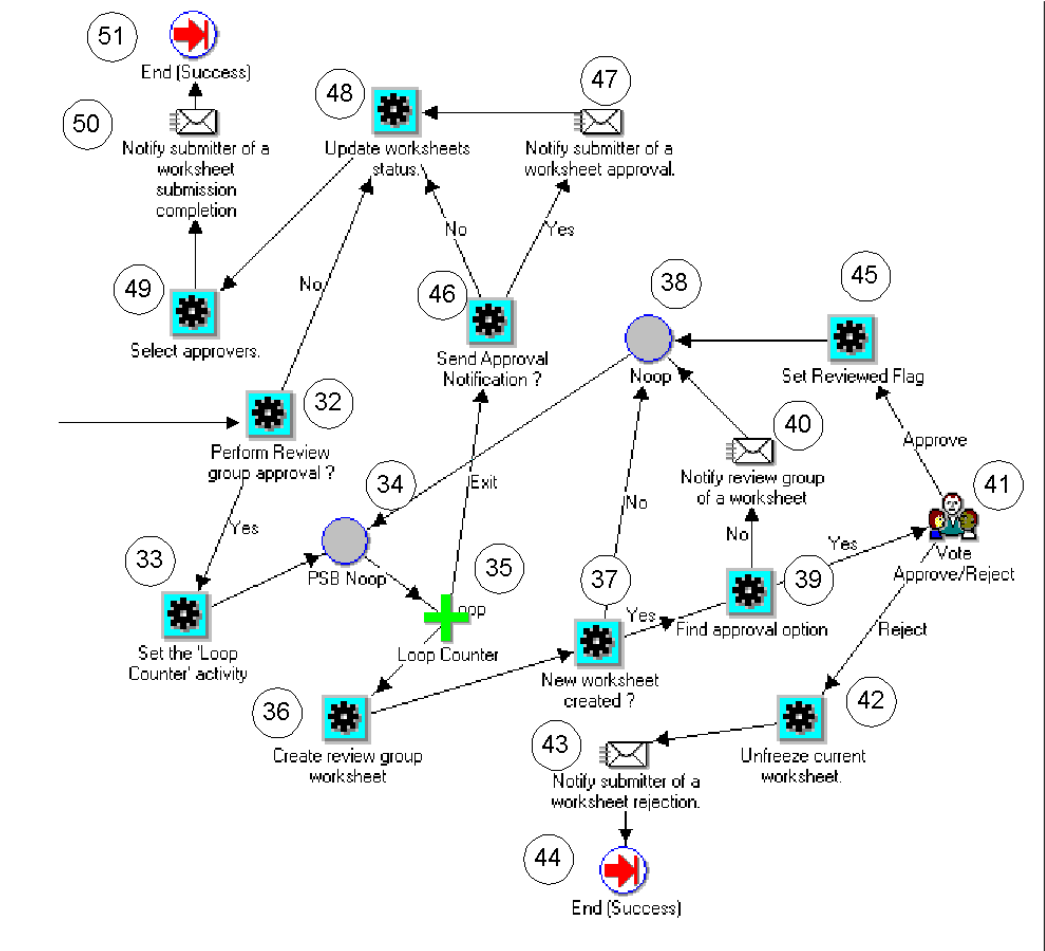 51
End (Success)
50
Notify submitter of a
worksheet
submission
completion
48
Update worksheets
status.
47
Notify submitter of a
worksheet approval.
No
Yes
49
Select approvers.
No
46
Send Approval
Notification ?
38
Noop
45
Set Reviewed Flag
32
Perform Review
group approval ?
Yes
34
PSB Noop
Exit
40
Notify review group
of a worksheet
Approve
41
Vote
Approve/Reject
No
No
Yes
33
Set the 'Loop
Counter' activity
35
oop
Loop Counter
37
Yes
New worksheet
created ?
39
Find approval option
Reject
36
Create review group
worksheet
42
Unfreeze current
worksheet.
43
Notify submitter of a
worksheet rejection.
44
End (Success)